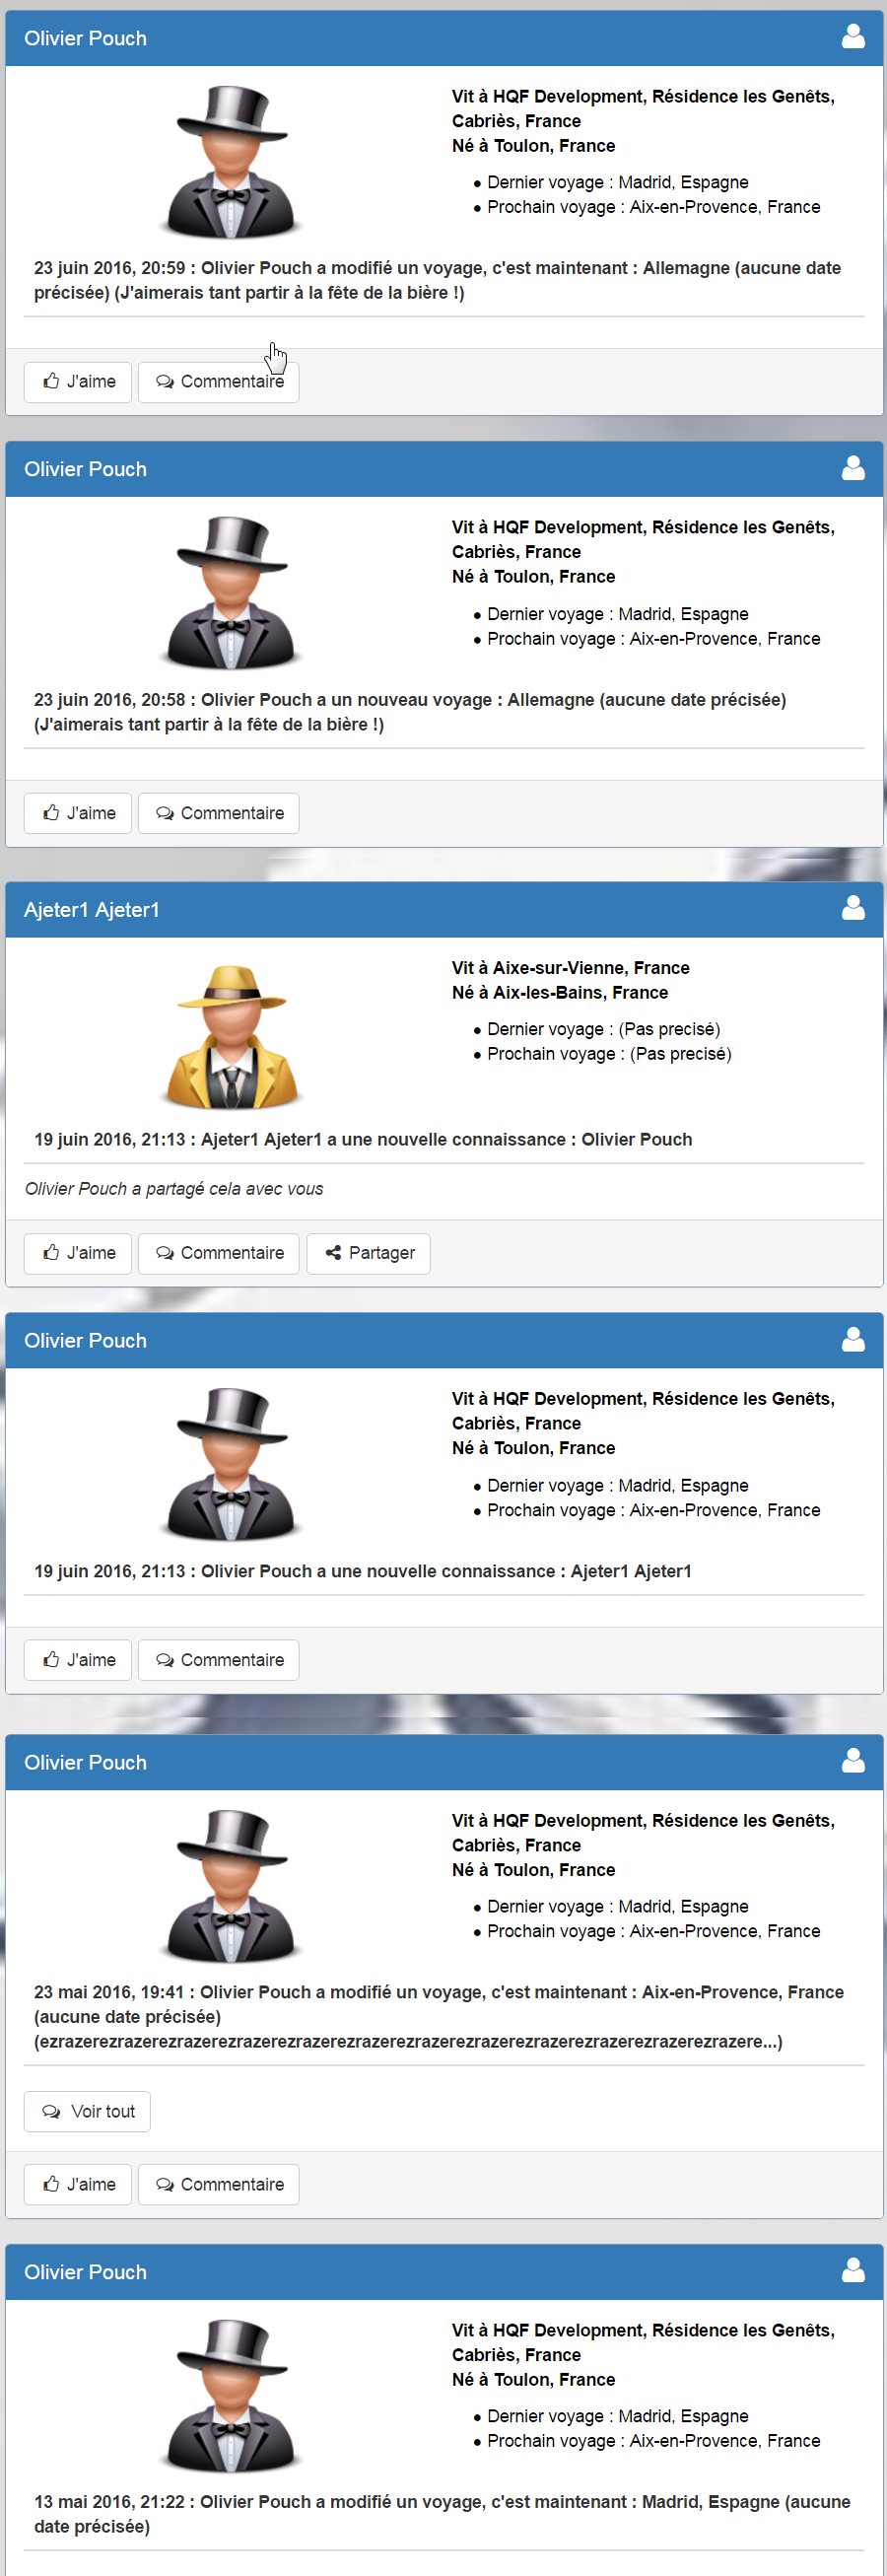 Olivier Pouch
Vit à HQF Development, Résidence les Genêts,
Cabriès, France
Né à Toulon, France
● Dernier voyage : Madrid, Espagne
● Prochain voyage : Aix-en-Provence, France
23 juin 2016, 20:59 : Olivier Pouch a modifié un voyage, c'est maintenant : Allemagne (aucune date
précisée) (J'aimerais tant partir à la fête de la bière !)
J'aime Commentaire
Olivier Pouch
Vit à HQF Development, Résidence les Genêts,
Cabriès, France
Né à Toulon, France
● Dernier voyage : Madrid, Espagne
● Prochain voyage : Aix-en-Provence, France
23 juin 2016, 20:58 : Olivier Pouch a un nouveau voyage : Allemagne (aucune date précisée)
(J'aimerais tant partir à la fête de la bière !)
J'aime Commentaire
Ajeter1 Ajeter1
Vit à Aixe-sur-Vienne, France
Né à Aix-les-Bains, France
● Dernier voyage : (Pas precisé)
● Prochain voyage : (Pas precisé)
19 juin 2016, 21:13 : Ajeter1 Ajeter1 a une nouvelle connaissance : Olivier Pouch
Olivier Pouch a partagé cela avec vous
J'aime Commentaire Partager
Olivier Pouch
Vit à HQF Development, Résidence les Genêts,
Cabriès, France
Né à Toulon, France
● Dernier voyage : Madrid, Espagne
● Prochain voyage : Aix-en-Provence, France
19 juin 2016, 21:13 : Olivier Pouch a une nouvelle connaissance : Ajeter1 Ajeter1
J'aime Commentaire
Olivier Pouch
Vit à HQF Development, Résidence les Genêts,
Cabriès, France
Né à Toulon, France
● Dernier voyage : Madrid, Espagne
● Prochain voyage : Aix-en-Provence, France
23 mai 2016, 19:41 : Olivier Pouch a modifié un voyage, c'est maintenant : Aix-en-Provence, France
(aucune date précisée)
(ezrazerezrazerezrazerezrazerezrazerezrazerezrazerezrazerezrazerezrazerezrazerezrazere...)
Voir tout
J'aime Commentaire
Olivier Pouch
Vit à HQF Development, Résidence les Genêts,
Cabriès, France
Né à Toulon, France
● Dernier voyage : Madrid, Espagne
● Prochain voyage : Aix-en-Provence, France
13 mai 2016, 21:22 : Olivier Pouch a modifié un voyage, c'est maintenant : Madrid, Espagne (aucune
date précisée)